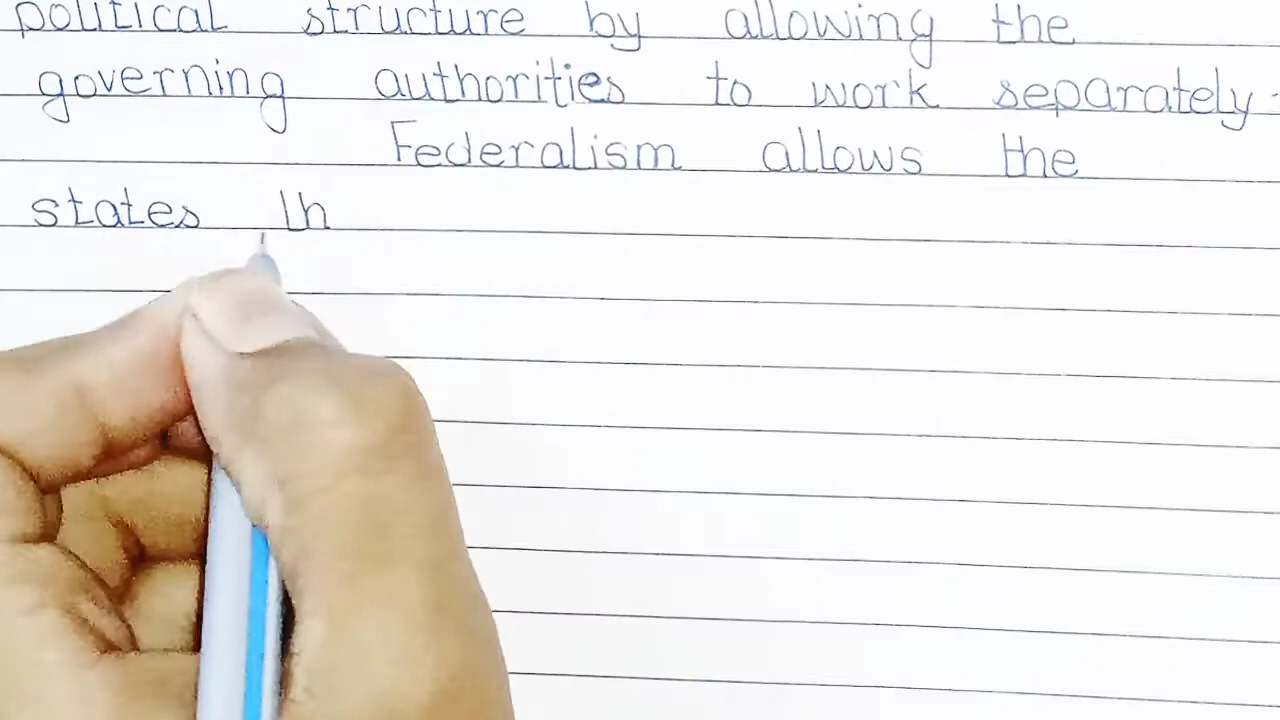 political structure by allowing the
governing authorities to work separately.
Federalism allows the
states